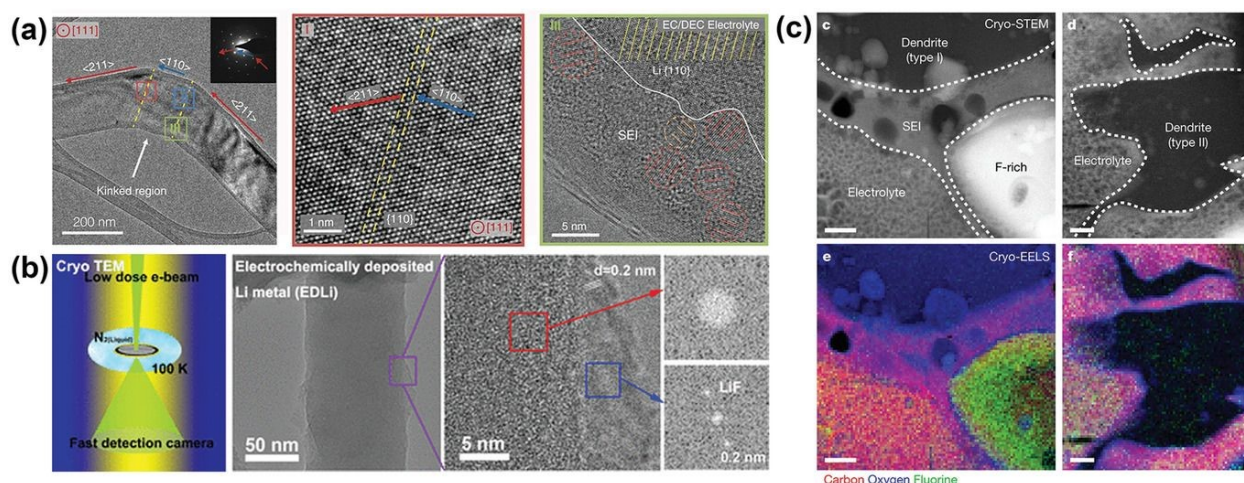 (a)
⊙[111]
<211>
<110>
<211>
I
II
III
Kinked region
200 nm
I
<211>
<110>
(110)
1 nm
⊙[111]
III
EC/DEC Electrolyte
Li {110}
SEI
5 nm
(b)
Cryo TEM
Low dose e-beam
N2(Liquid)
100 K
Fast detection camera
Electrochemically deposited
Li metal (EDLi)
50 nm
d=0.2 nm
5 nm
LiF
0.2 nm
(c)
c
Cryo-STEM
Dendrite
(type I)
SEI
Electrolyte
F-rich
d
Dendrite
(type II)
Electrolyte
e
Cryo-EELS
f
Carbon Oxygen Fluorine